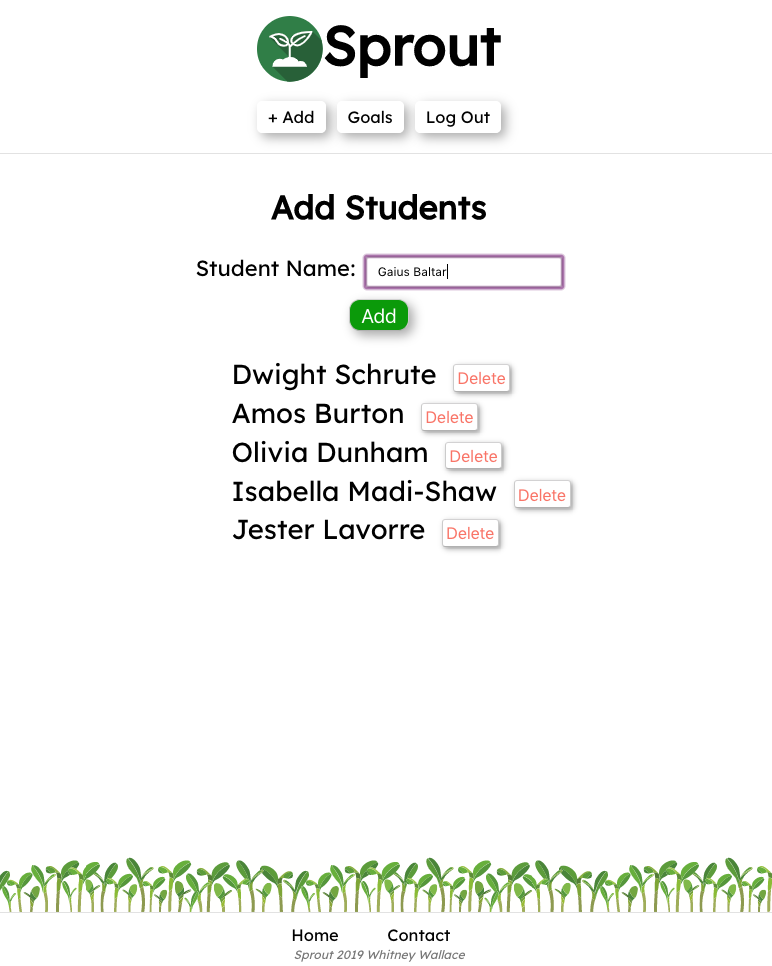 Sprout
+ Add Goals Log Out
Add Students
Student Name: Gaius Baltar
Add
Dwight Schrute Delete
Amos Burton Delete
Olivia Dunham Delete
Isabella Madi-Shaw Delete
Jester Lavorre Delete
Home Contact
Sprout 2019 Whitney Wallace